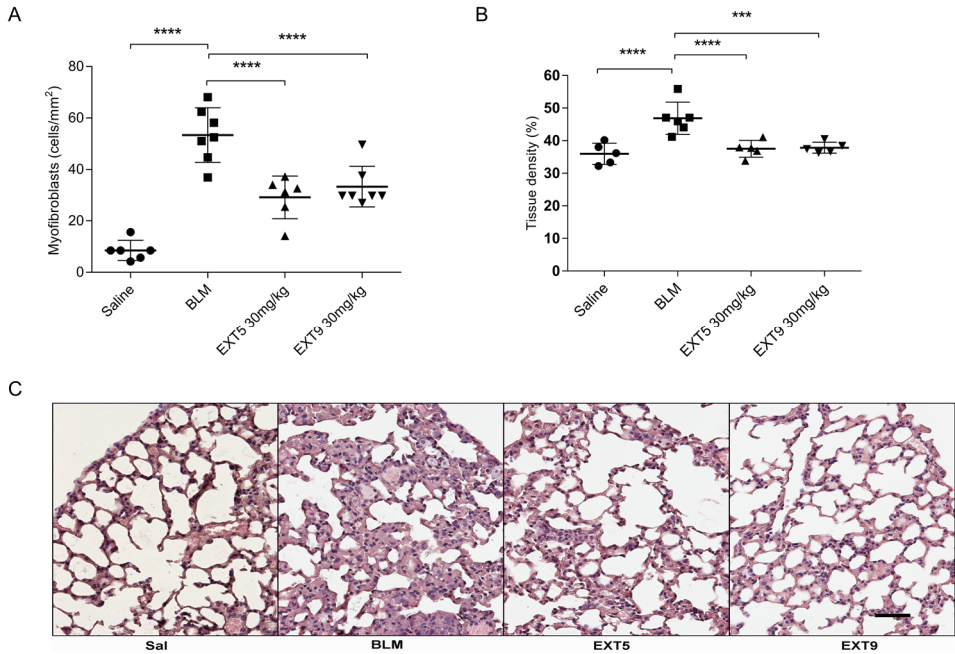 A
****
****
****
Myofibroblasts (cells/mm²)
80
60
40
20
0
Saline
BLM
EXT5 30mg/kg
EXT9 30mg/kg
B
***
****
****
Tissue density (%)
60
50
40
30
20
10
0
Saline
BLM
EXT5 30mg/kg
EXT9 30mg/kg
C
Sal
BLM
EXT5
EXT9